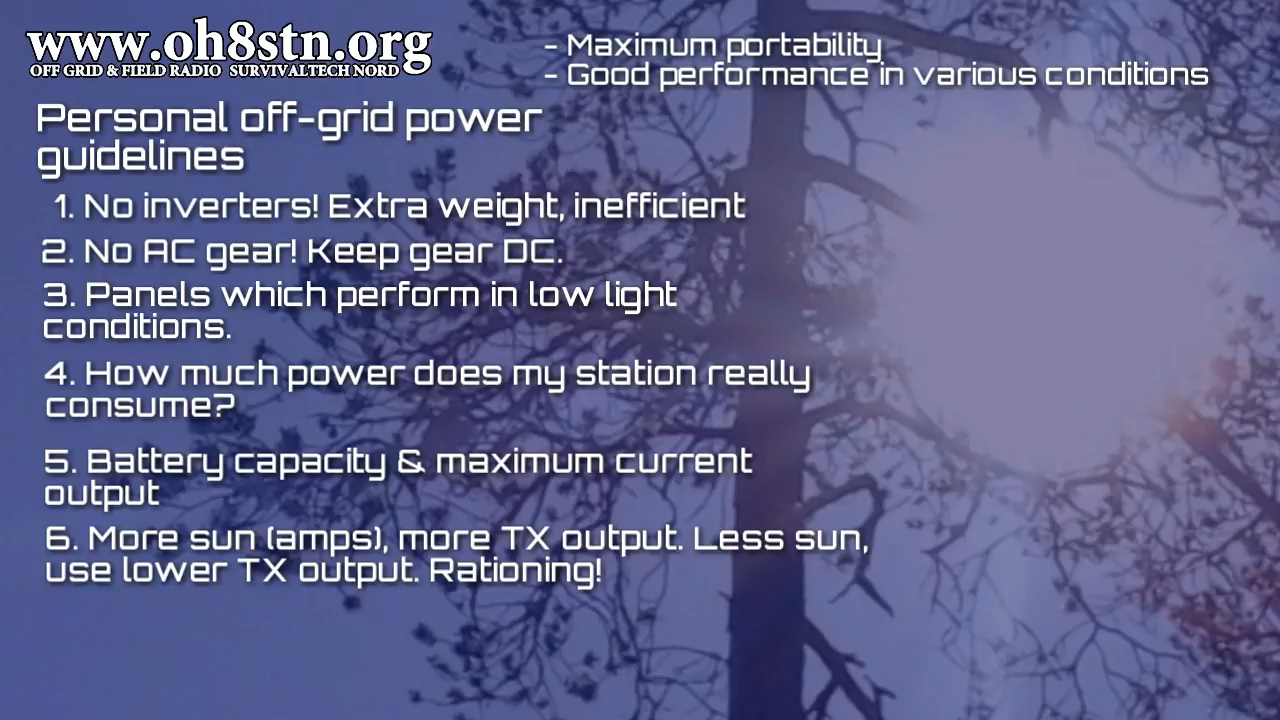 www.oh8stn.org
OFF GRID & FIELD RADIO SURVIVALTECH NORD
- Maximum portability
- Good performance in various conditions
Personal off-grid power
guidelines
1. No inverters! Extra weight, inefficient
2. No AC gear! Keep gear DC.
3. Panels which perform in low light
conditions.
4. How much power does my station really
consume?
5. Battery capacity & maximum current
output
6. More sun (amps), more TX output. Less sun,
use lower TX output. Rationing!